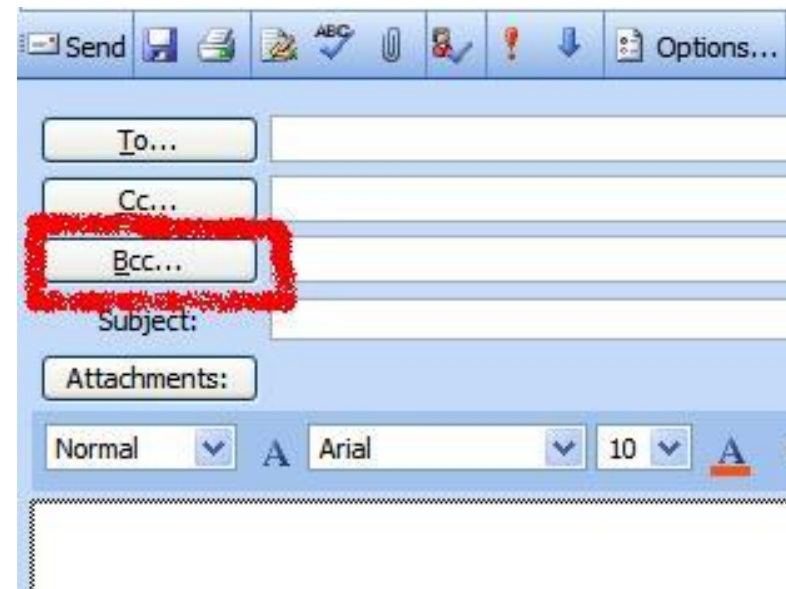 Send ABC Options...
To...
Cc...
Bcc...
Subject:
Attachments:
Normal A Arial 10 A